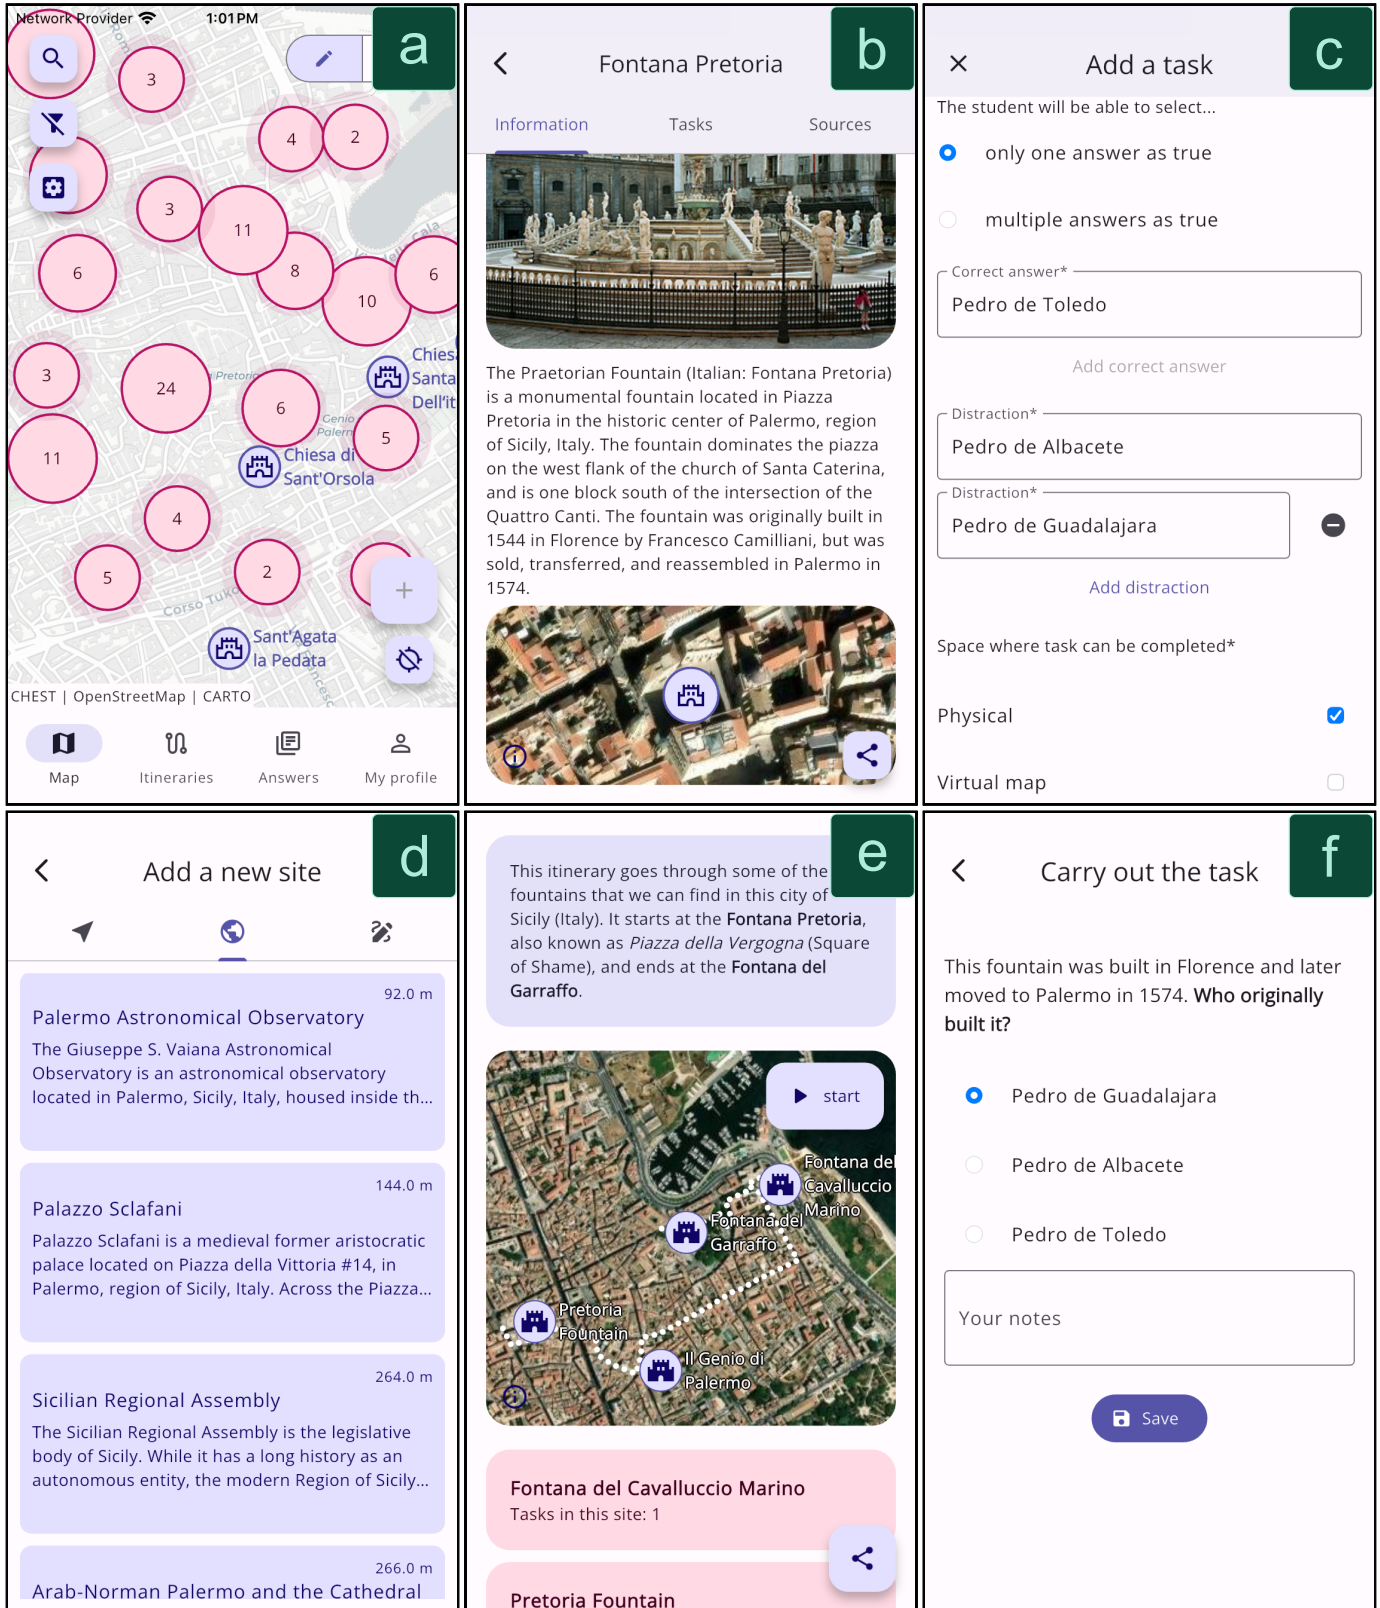 Network Provider 1:01 PM
a
Rom
3
4
2
3
11
Cala
6
8
6
10
3
24
Pretoria
6
Chiesa
Santa
Dell'it
Genio
Palerm
5
11
Chiesa di
Sant'Orsola
4
5
2
Corso Tuko
Sant'Agata
la Pedata
Francesc
CHEST | OpenStreetMap | CARTO
Map
Itineraries
Answers
My profile
b
Fontana Pretoria
Information
Tasks
Sources
The Praetorian Fountain (Italian: Fontana Pretoria)
is a monumental fountain located in Piazza
Pretoria in the historic center of Palermo, region
of Sicily, Italy. The fountain dominates the piazza
on the west flank of the church of Santa Caterina,
and is one block south of the intersection of the
Quattro Canti. The fountain was originally built in
1544 in Florence by Francesco Camilliani, but was
sold, transferred, and reassembled in Palermo in
1574.
c
Add a task
The student will be able to select...
only one answer as true
multiple answers as true
Correct answer*
Pedro de Toledo
Add correct answer
Distraction*
Pedro de Albacete
Distraction*
Pedro de Guadalajara
Add distraction
Space where task can be completed*
Physical
Virtual map
d
Add a new site
92.0 m
Palermo Astronomical Observatory
The Giuseppe S. Vaiana Astronomical
Observatory is an astronomical observatory
located in Palermo, Sicily, Italy, housed inside th...
144.0 m
Palazzo Sclafani
Palazzo Sclafani is a medieval former aristocratic
palace located on Piazza della Vittoria #14, in
Palermo, region of Sicily, Italy. Across the Piazza...
264.0 m
Sicilian Regional Assembly
The Sicilian Regional Assembly is the legislative
body of Sicily. While it has a long history as an
autonomous entity, the modern Region of Sicily...
266.0 m
Arab-Norman Palermo and the Cathedral
e
This itinerary goes through some of the
fountains that we can find in this city of
Sicily (Italy). It starts at the Fontana Pretoria,
also known as Piazza della Vergogna (Square
of Shame), and ends at the Fontana del
Garraffo.
start
Fontana del
Cavalluccio
Marino
Fontana del
Garraffo
Pretoria
Fountain
Il Genio di
Palermo
Fontana del Cavalluccio Marino
Tasks in this site: 1
Pretoria Fountain
f
Carry out the task
This fountain was built in Florence and later
moved to Palermo in 1574. Who originally
built it?
Pedro de Guadalajara
Pedro de Albacete
Pedro de Toledo
Your notes
Save